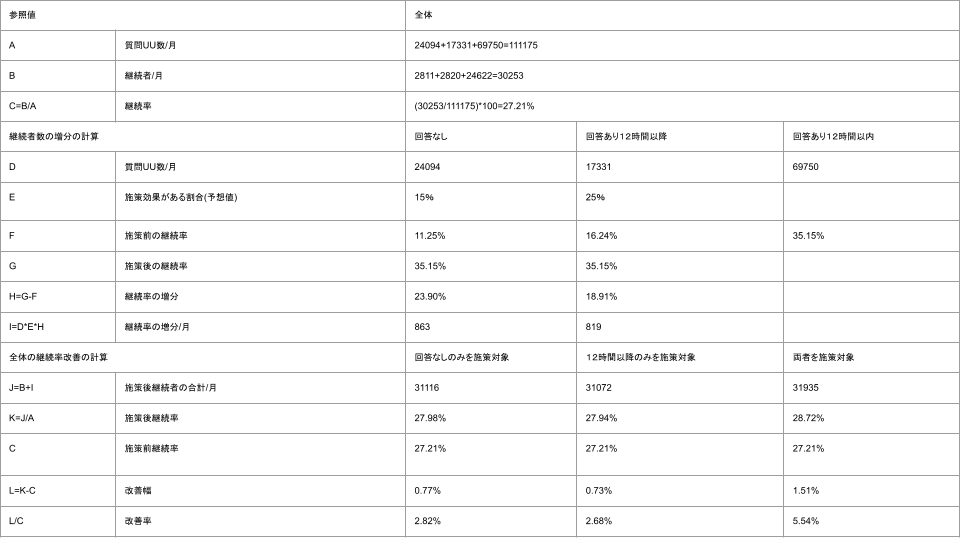 参照値 全体
A 質問UU数/月 24094+17331+69750=111175
B 継続者/月 2811+2820+24622=30253
C=B/A 継続率 (30253/111175)*100=27.21%
継続者数の増分の計算 回答なし 回答あり12時間以降 回答あり12時間以内
D 質問UU数/月 24094 17331 69750
E 施策効果がある割合(予想値) 15% 25%
F 施策前の継続率 11.25% 16.24% 35.15%
G 施策後の継続率 35.15% 35.15%
H=G-F 継続率の増分 23.90% 18.91%
I=D*E*H 継続率の増分/月 863 819
全体の継続率改善の計算 回答なしのみを施策対象 12時間以降のみを施策対象 両者を施策対象
J=B+I 施策後継続者の合計/月 31116 31072 31935
K=J/A 施策後継続率 27.98% 27.94% 28.72%
C 施策前継続率 27.21% 27.21% 27.21%
L=K-C 改善幅 0.77% 0.73% 1.51%
L/C 改善率 2.82% 2.68% 5.54%